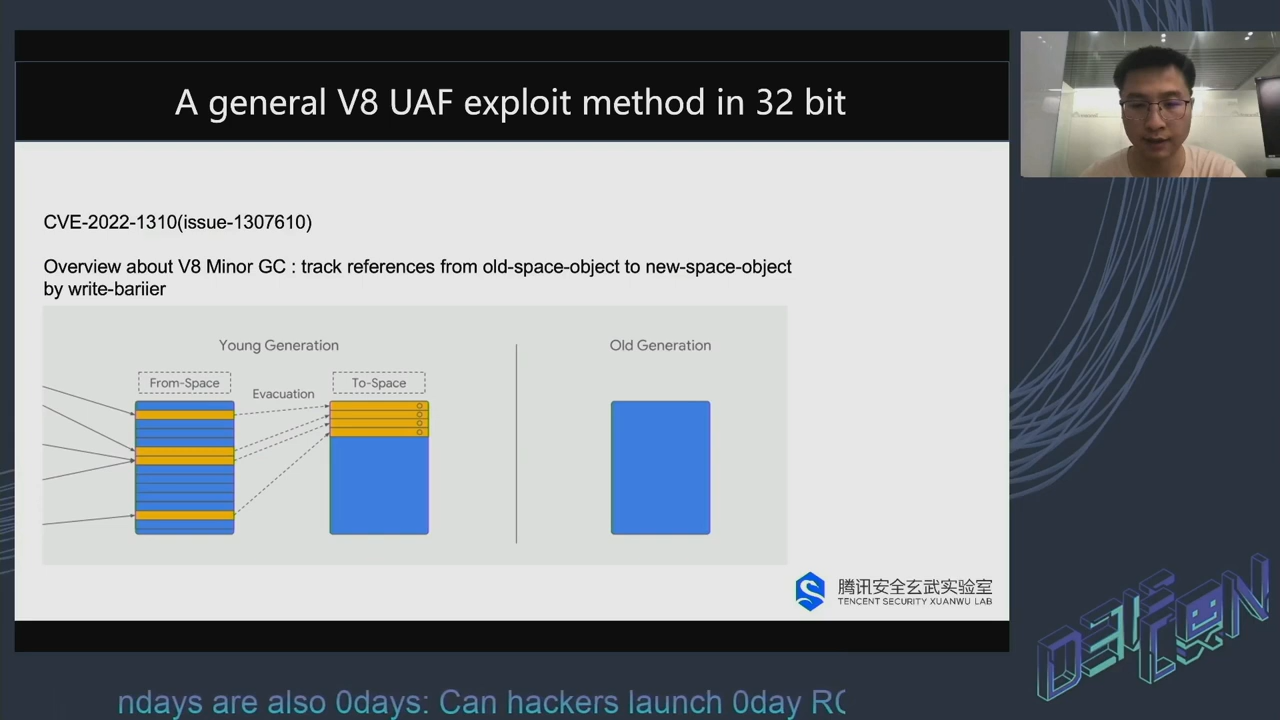 A general V8 UAF exploit method in 32 bit
CVE-2022-1310(issue-1307610)
Overview about V8 Minor GC : track references from old-space-object to new-space-object
by write-bariier
Young Generation
Old Generation
From-Space
To-Space
Evacuation
腾讯安全玄武实验室
TENCENT SECURITY XUANWU LAB
DEF CON
ndays are also 0days: Can hackers launch 0day RC